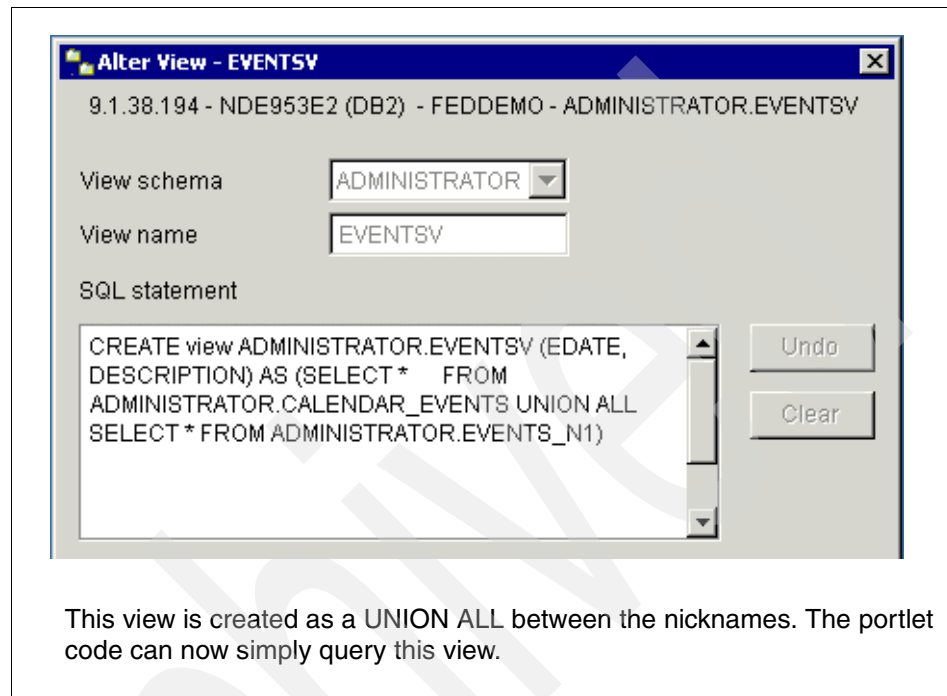 Alter View - EVENTSV
9.1.38.194 - NDE953E2 (DB2) - FEDDEMO - ADMINISTRATOR.EVENTSV
View schema ADMINISTRATOR
View name EVENTSV
SQL statement
CREATE view ADMINISTRATOR.EVENTSV (EDATE,
DESCRIPTION) AS (SELECT * FROM
ADMINISTRATOR.CALENDAR_EVENTS UNION ALL
SELECT * FROM ADMINISTRATOR.EVENTS_N1)
Undo
Clear
This view is created as a UNION ALL between the nicknames. The portlet
code can now simply query this view.